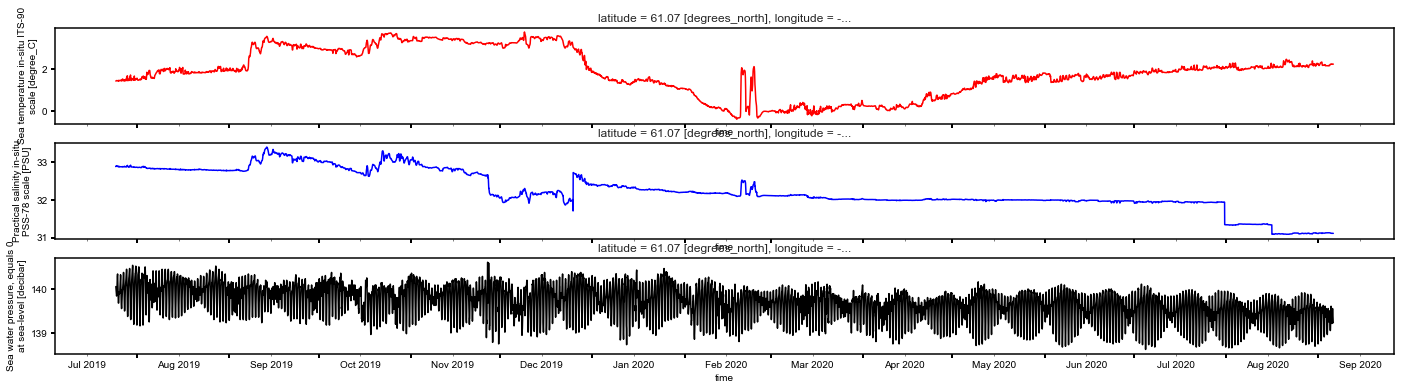 latitude = 61.07 [degrees_north], longitude = -...
Sea temperature in-situ ITS-90
scale [degree_C]
2
0
time
latitude = 61.07 [degrees_north], longitude = -...
Practical salinity in-situ
PSS-78 scale [PSU]
33
32
31
time
latitude = 61.07 [degrees_north], longitude = -...
Sea water pressure, equals 0
at sea-level [decibar]
140
139
Jul 2019 Aug 2019 Sep 2019 Oct 2019 Nov 2019 Dec 2019 Jan 2020 Feb 2020 Mar 2020 Apr 2020 May 2020 Jun 2020 Jul 2020 Aug 2020 Sep 2020
time